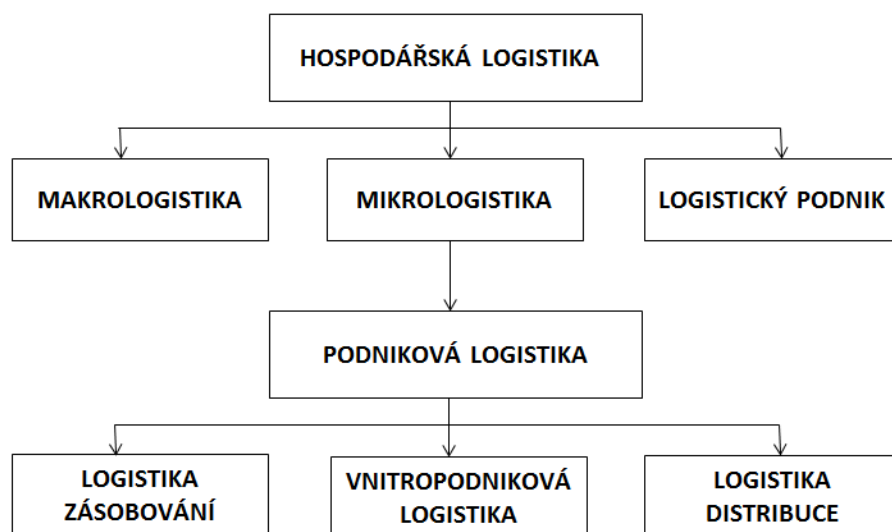 HOSPODÁŘSKÁ LOGISTIKA
MAKROLOGISTIKA
MIKROLOGISTIKA
LOGISTICKÝ PODNIK
PODNIKOVÁ LOGISTIKA
LOGISTIKA
ZÁSOBOVÁNÍ
VNITROPODNIKOVÁ
LOGISTIKA
LOGISTIKA
DISTRIBUCE